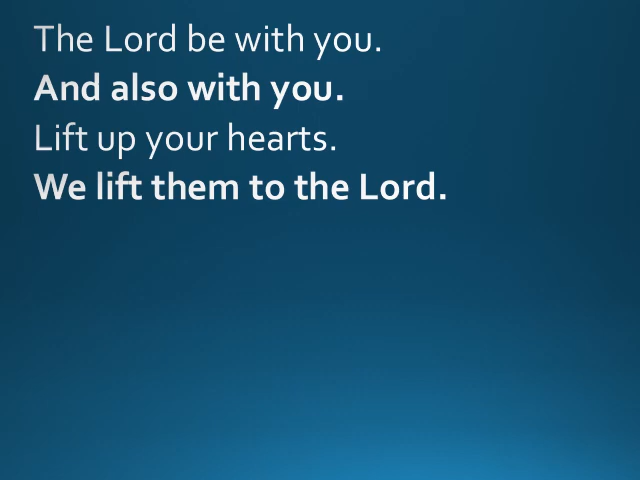 The Lord be with you.
And also with you.
Lift up your hearts.
We lift them to the Lord.